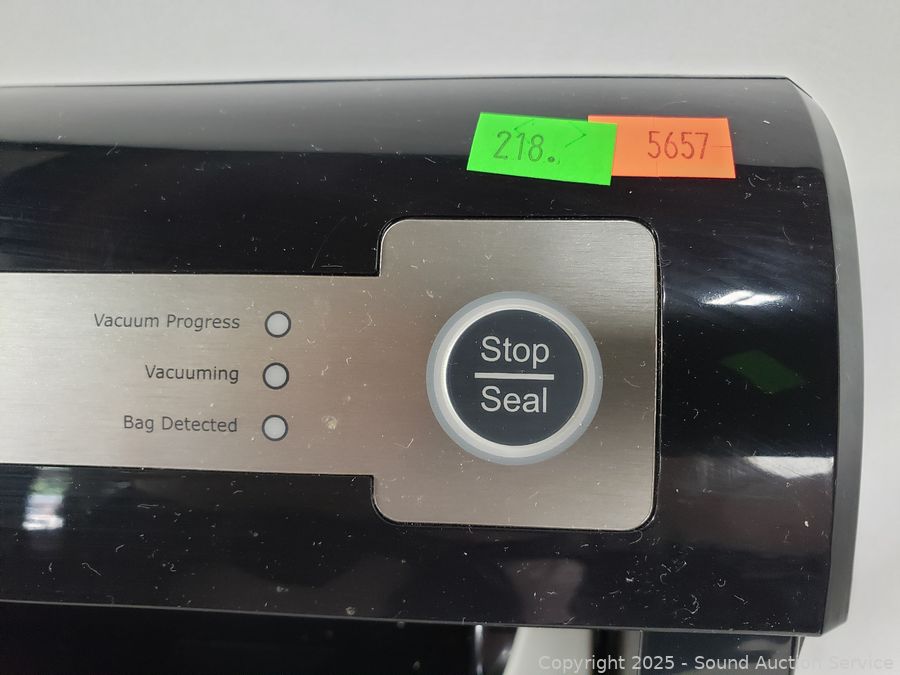 218.
5657
Vacuum Progress
Vacuuming
Bag Detected
Stop
Seal
Copyright 2025 - Sound Auction Service